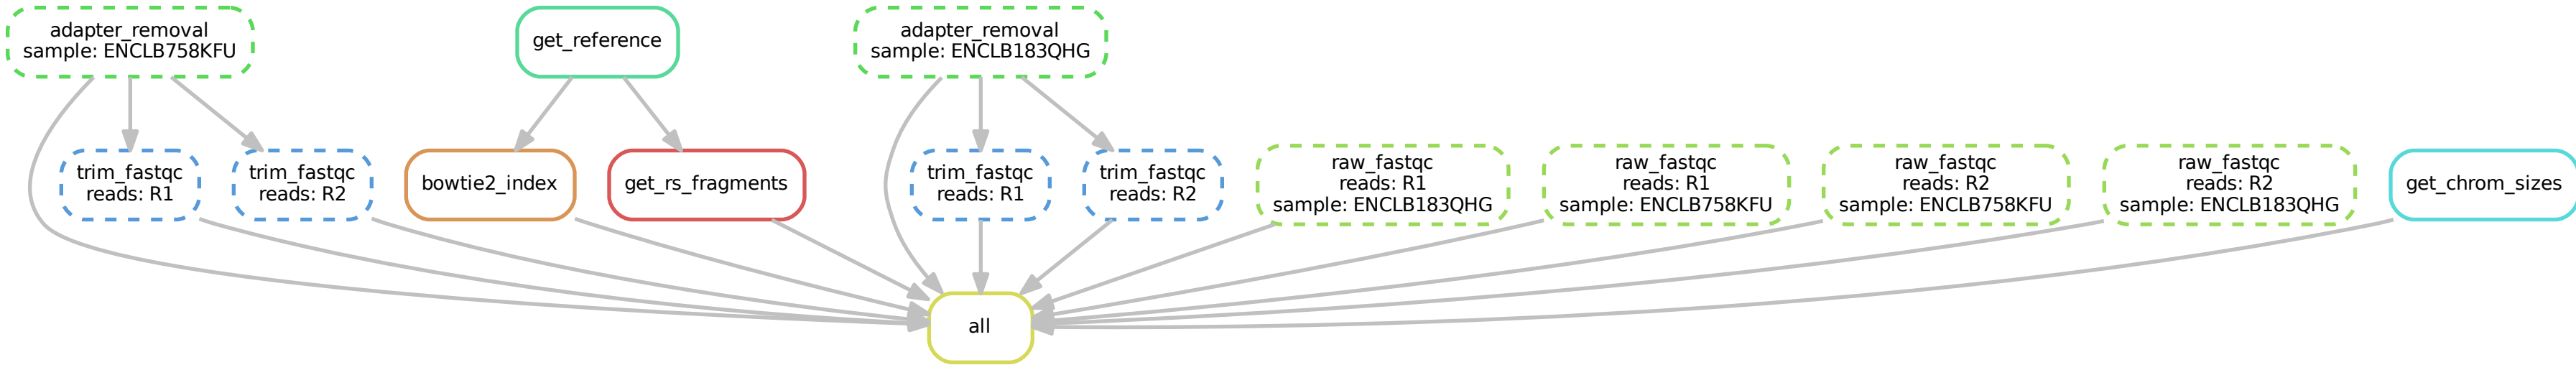 adapter_removal
sample: ENCLB758KFU
get_reference
adapter_removal
sample: ENCLB183QHG
trim_fastqc
reads: R1
trim_fastqc
reads: R2
bowtie2_index
get_rs_fragments
trim_fastqc
reads: R1
trim_fastqc
reads: R2
raw_fastqc
reads: R1
sample: ENCLB183QHG
raw_fastqc
reads: R1
sample: ENCLB758KFU
raw_fastqc
reads: R2
sample: ENCLB758KFU
raw_fastqc
reads: R2
sample: ENCLB183QHG
get_chrom_sizes
all